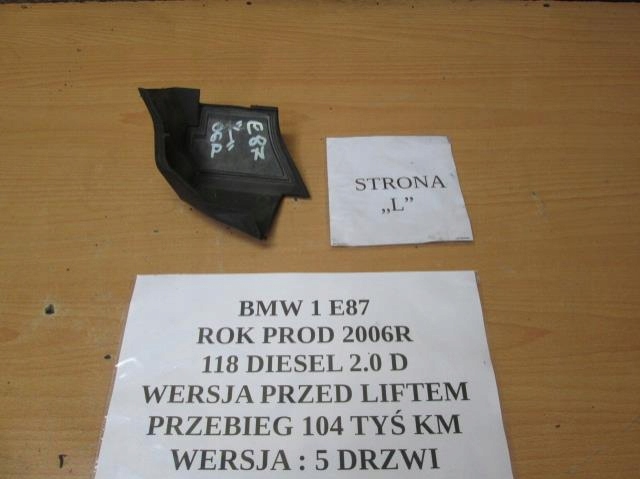 E87
"L"
06R
STRONA
„L”
BMW 1 E87
ROK PROD 2006R
118 DIESEL 2.0 D
WERSJA PRZED LIFTEM
PRZEBIEG 104 TYŚ KM
WERSJA : 5 DRZWI